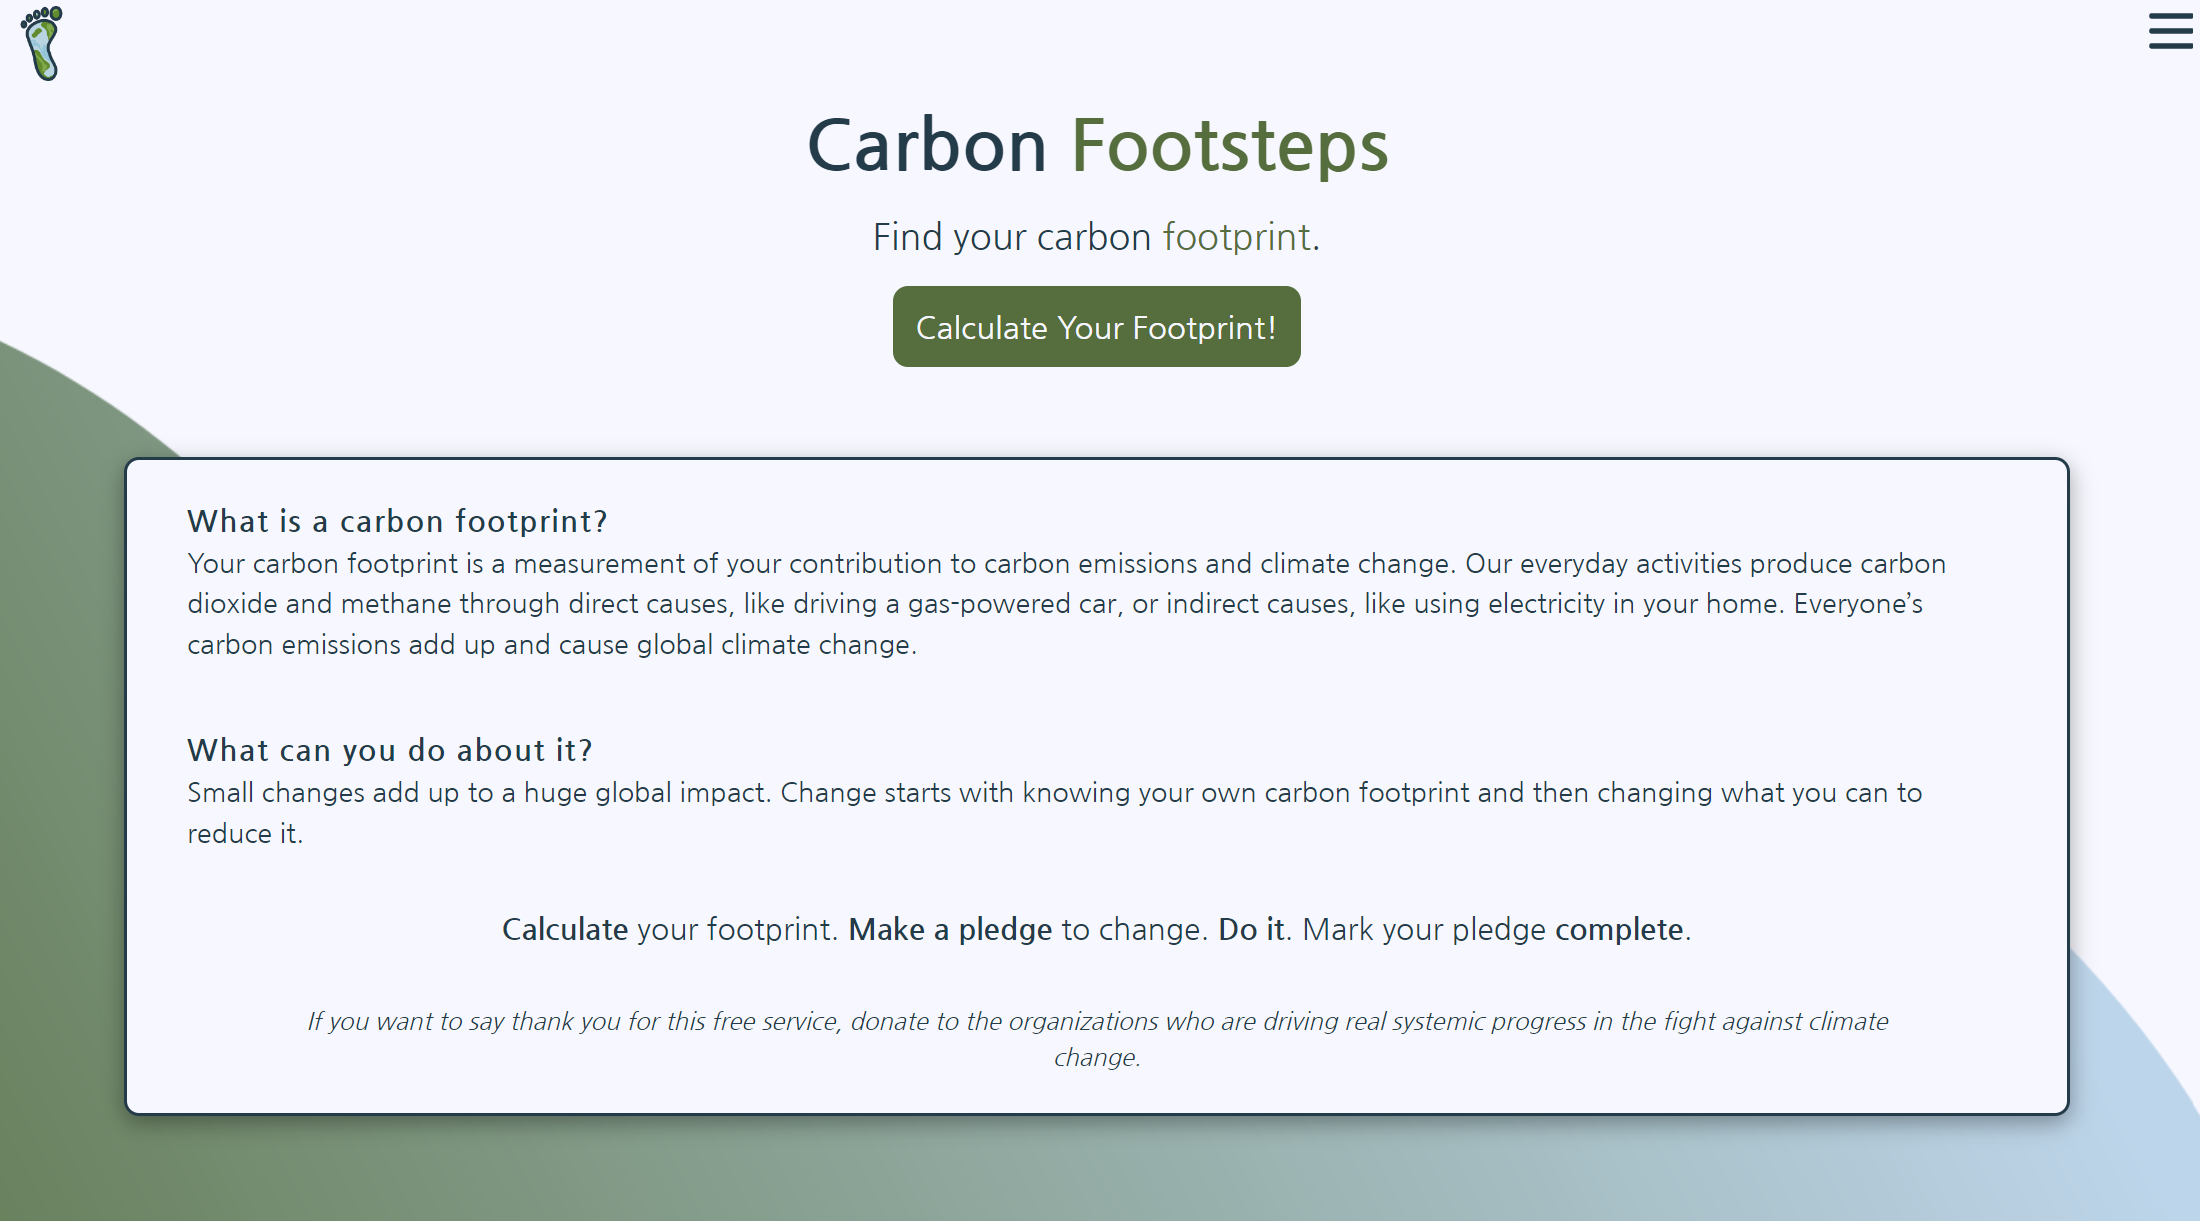 Carbon Footsteps
Find your carbon footprint.
Calculate Your Footprint!
What is a carbon footprint?
Your carbon footprint is a measurement of your contribution to carbon emissions and climate change. Our everyday activities produce carbon
dioxide and methane through direct causes, like driving a gas-powered car, or indirect causes, like using electricity in your home. Everyone’s
carbon emissions add up and cause global climate change.
What can you do about it?
Small changes add up to a huge global impact. Change starts with knowing your own carbon footprint and then changing what you can to
reduce it.
Calculate your footprint. Make a pledge to change. Do it. Mark your pledge complete.
If you want to say thank you for this free service, donate to the organizations who are driving real systemic progress in the fight against climate
change.